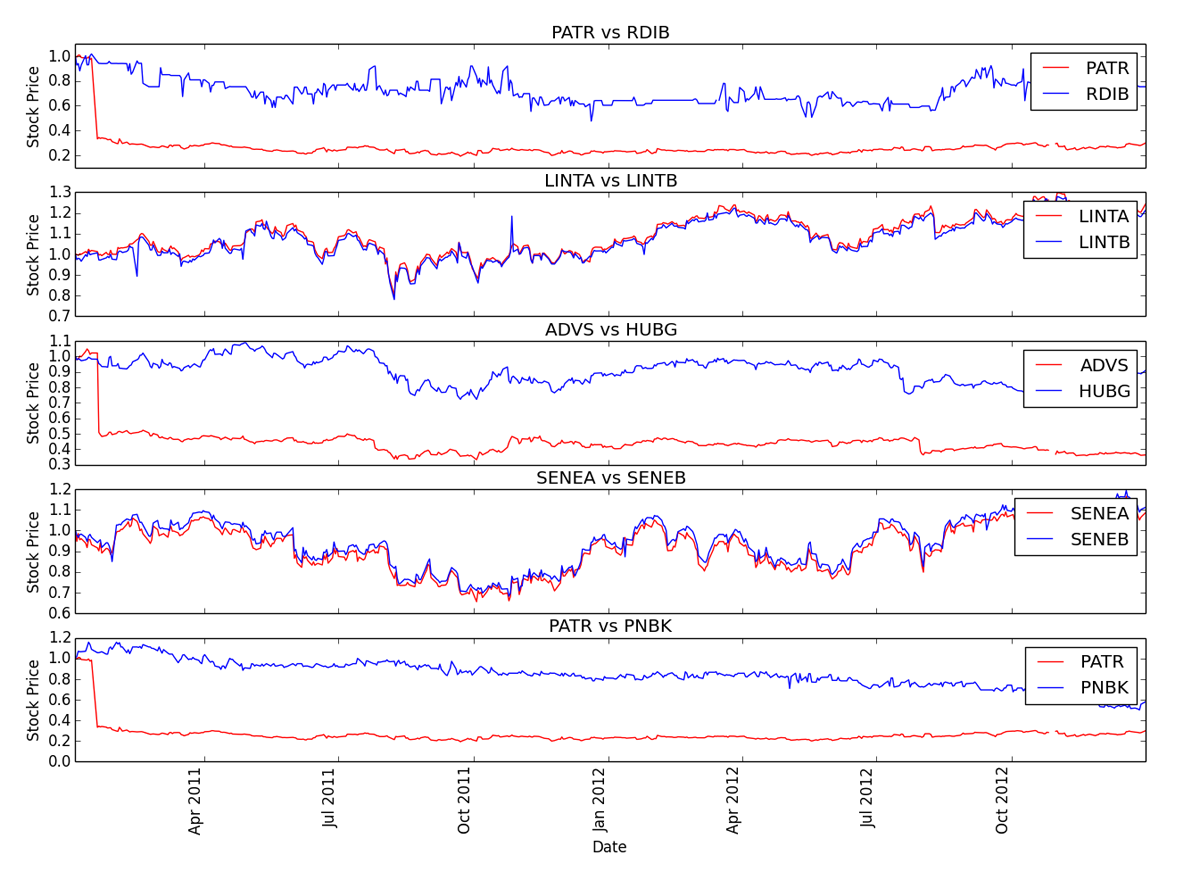 PATR vs RDIB
Stock Price
1.0
0.8
0.6
0.4
0.2
PATR
RDIB
LINTA vs LINTB
Stock Price
1.3
1.2
1.1
1.0
0.9
0.8
0.7
LINTA
LINTB
ADVS vs HUBG
Stock Price
1.1
1.0
0.9
0.8
0.7
0.6
0.5
0.4
0.3
ADVS
HUBG
SENEA vs SENEB
Stock Price
1.2
1.1
1.0
0.9
0.8
0.7
0.6
SENEA
SENEB
PATR vs PNBK
Stock Price
1.2
1.0
0.8
0.6
0.4
0.2
0.0
PATR
PNBK
Apr 2011
Jul 2011
Oct 2011
Jan 2012
Apr 2012
Jul 2012
Oct 2012
Date